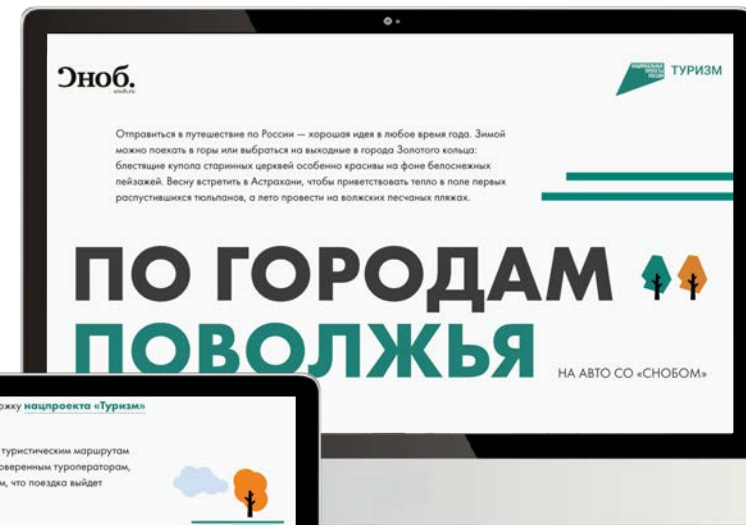 Сноб.
snob.ru
НАЦИОНАЛЬНЫЕ
ПРОЕКТЫ
РОССИИ
ТУРИЗМ
Отправиться в путешествие по России — хорошая идея в любое время года. Зимой
можно поехать в горы или выбраться на выходные в города Золотого кольца:
блестящие купола старинных церквей особенно красивы на фоне белоснежных
пейзажей. Весну встретить в Астрахани, чтобы приветствовать тепло в поле первых
распустившихся тюльпанов, а лето провести на волжских песчаных пляжах.
ПО ГОРОДАМ
ПОВОЛЖЬЯ
НА АВТО СО «СНОБОМ»
нацпроекта «Туризм»
туристическим маршрутам
туроператорам,
что поездка выйдет